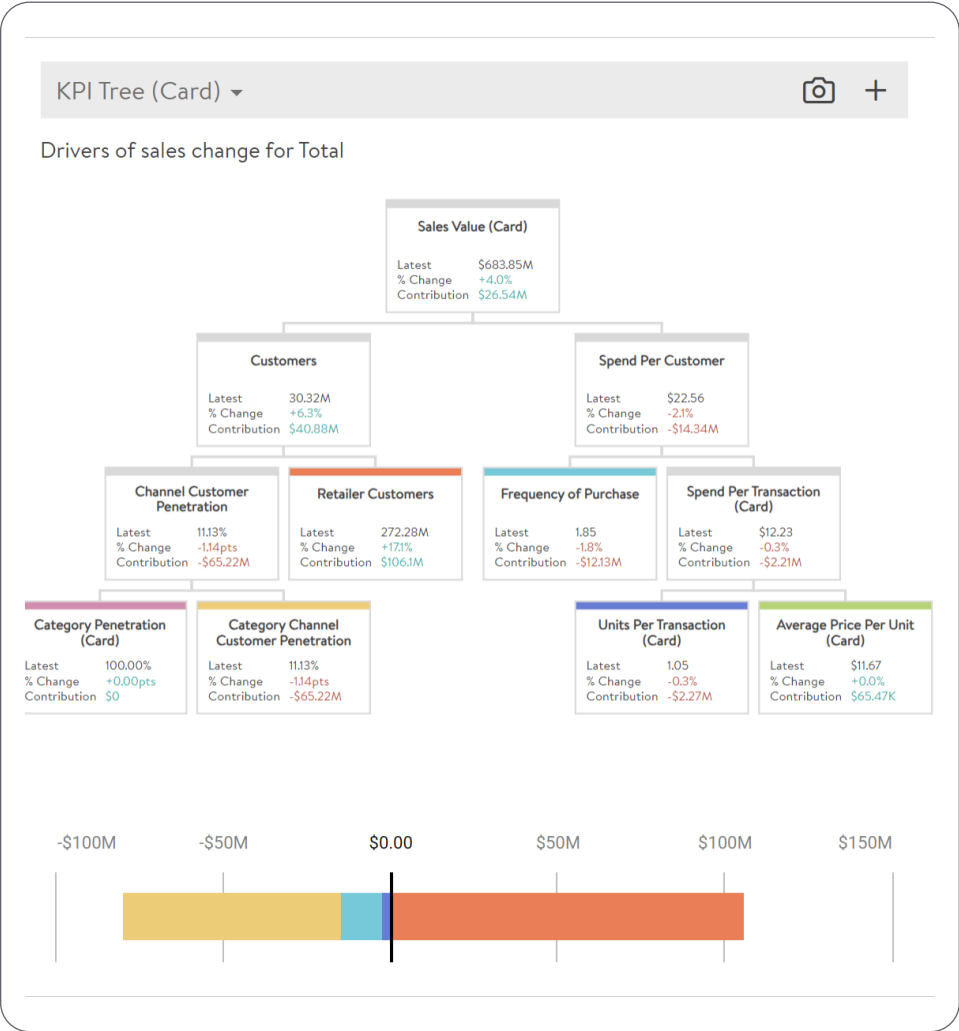 KPI Tree (Card)
Drivers of sales change for Total
Sales Value (Card)
Latest $683.85M
% Change +4.0%
Contribution $26.54M
Customers
Latest 30.32M
% Change +6.3%
Contribution $40.88M
Spend Per Customer
Latest $22.56
% Change -2.1%
Contribution -$14.34M
Channel Customer
Penetration
Latest 11.13%
% Change -1.14pts
Contribution -$65.22M
Retailer Customers
Latest 272.28M
% Change +17.1%
Contribution $106.1M
Frequency of Purchase
Latest 1.85
% Change -1.8%
Contribution -$12.13M
Spend Per Transaction
(Card)
Latest $12.23
% Change -0.3%
Contribution -$2.21M
Category Penetration
(Card)
Latest 100.00%
% Change +0.00pts
Contribution $0
Category Channel
Customer Penetration
Latest 11.13%
% Change -1.14pts
Contribution -$65.22M
Units Per Transaction
(Card)
Latest 1.05
% Change -0.3%
Contribution -$2.27M
Average Price Per Unit
(Card)
Latest $11.67
% Change +0.0%
Contribution $65.47K
-$100M -$50M $0.00 $50M $100M $150M